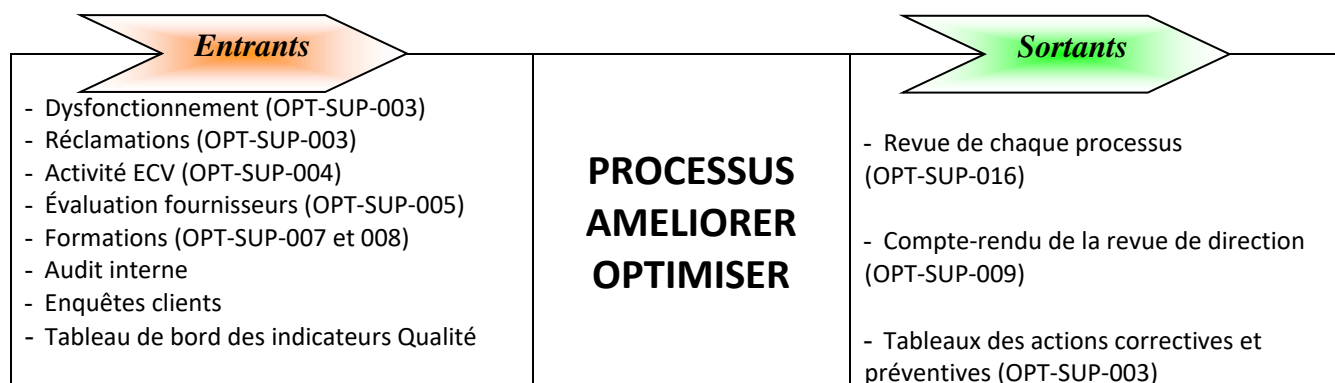 Entrants
- Dysfonctionnement (OPT-SUP-003)
- Réclamations (OPT-SUP-003)
- Activité ECV (OPT-SUP-004)
- Évaluation fournisseurs (OPT-SUP-005)
- Formations (OPT-SUP-007 et 008)
- Audit interne
- Enquêtes clients
- Tableau de bord des indicateurs Qualité
PROCESSUS
AMELIORER
OPTIMISER
Sortants
- Revue de chaque processus
(OPT-SUP-016)
- Compte-rendu de la revue de direction
(OPT-SUP-009)
- Tableaux des actions correctives et
préventives (OPT-SUP-003)